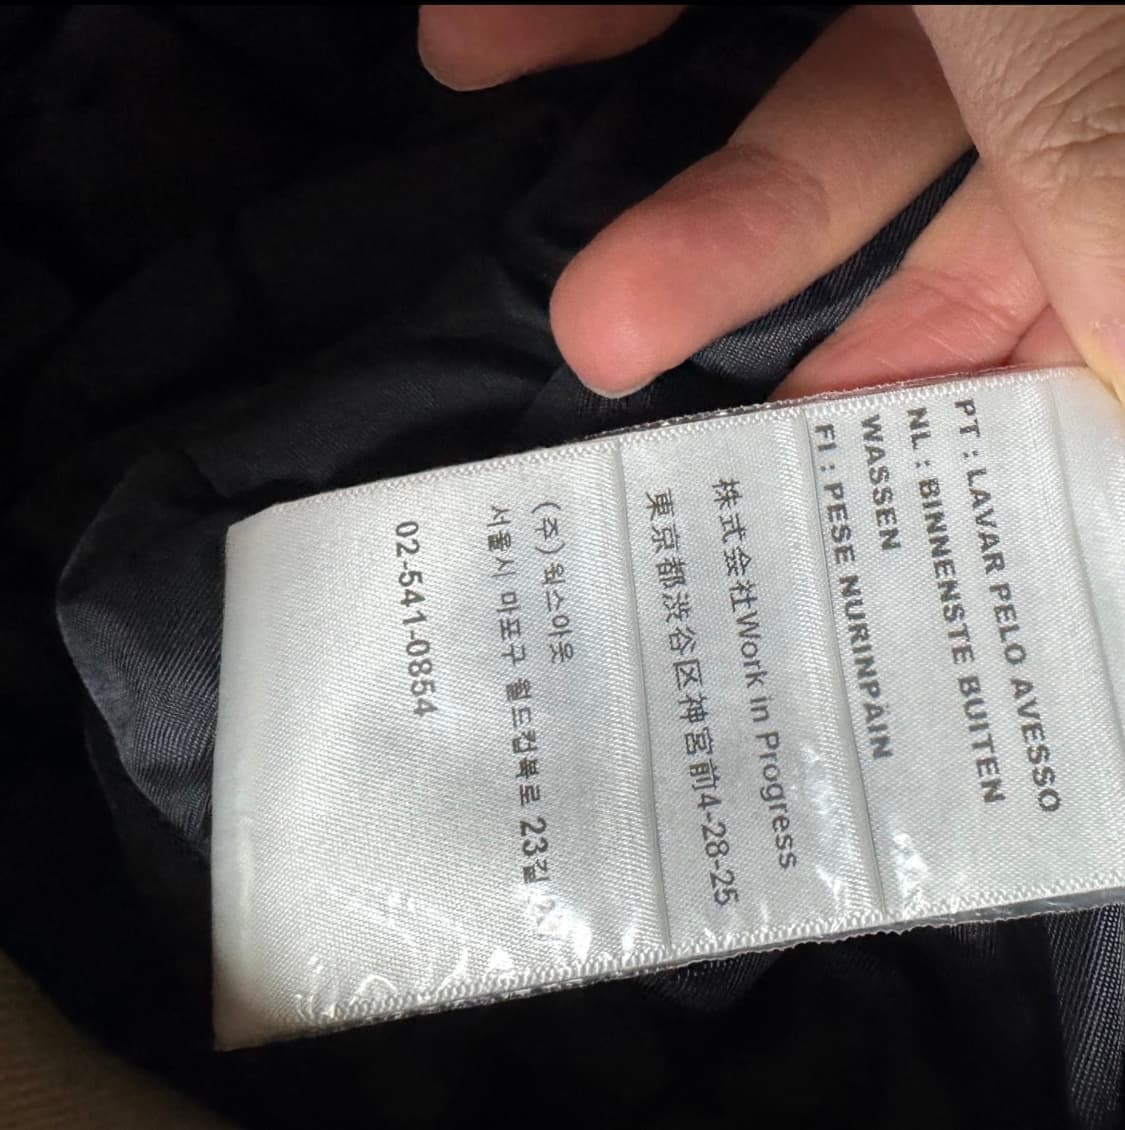 PT : LAVAR PELO AVESSO
NL : BINNENSTE BUITEN
WASSEN
FI : PESE NURINPÄIN
株式会社Work in Progress
東京都渋谷区神宮前4-28-25
(주)웍스아웃
서울시 마포구 월드컵북로 23길
02-541-0854